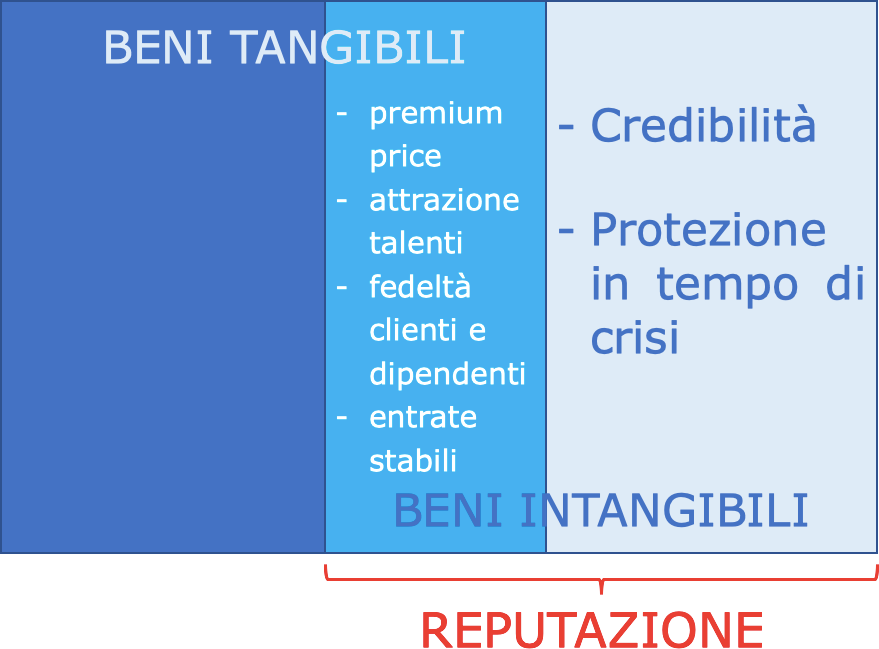 BENI TANGIBILI
- premium
price
- attrazione
talenti
- fedeltà
clienti e
dipendenti
- entrate
stabili
- Credibilità
- Protezione
in tempo di
crisi
BENI INTANGIBILI
REPUTAZIONE